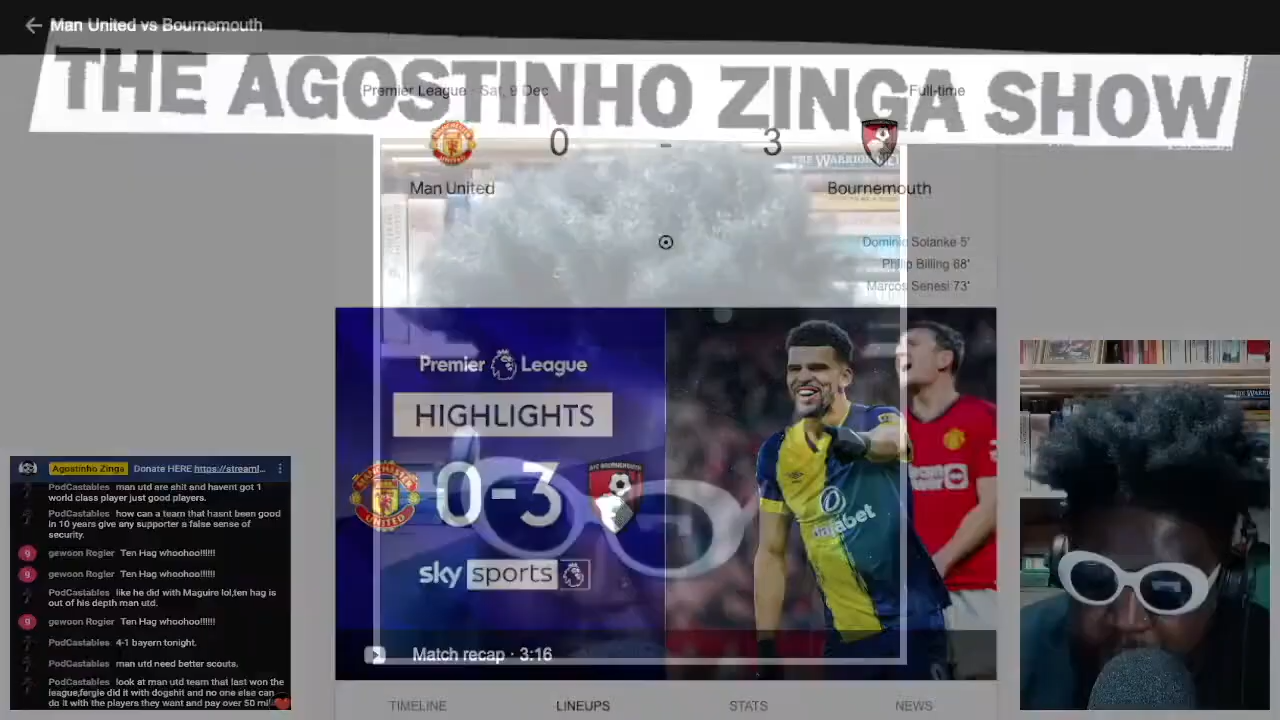 Man United vs Bournemouth
THE AGOSTINHO ZINGA SHOW
Premier League · Sat, 9 Dec
Full-time
0 - 3
THE WARRIOR
Man United
Bournemouth
Dominic Solanke 5'
Philip Billing 68'
Marcos Senesi 73'
Premier League
HIGHLIGHTS
MANCHESTER
UNITED
0-3
AFC BOURNEMOUTH
sky sports
Match recap · 3:16
TIMELINE
LINEUPS
STATS
NEWS
Agostinho Zinga Donate HERE https://streaml...
PodCastables man utd are shit and havent got 1
world class player just good players.
PodCastables how can a team that hasnt been good
in 10 years give any supporter a false sense of
security.
gewoon Rogier Ten Hag whoohoo!!!!!!
gewoon Rogier Ten Hag whoohoo!!!!!!
PodCastables like he did with Maguire lol,ten hag is
out of his depth man utd.
gewoon Rogier Ten Hag whoohoo!!!!!!
PodCastables 4-1 bayern tonight.
PodCastables man utd need better scouts.
PodCastables look at man utd team that last won the
league,fergie did it with dogshit and no one else can
do it with the players they want and pay over 50 mil